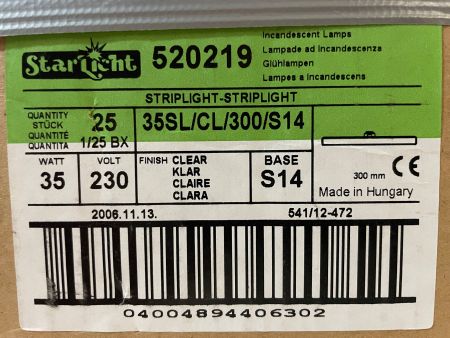 StarLight 520219
Incandescent Lamps
Lampade ad Incandescenza
Glühlampen
Lampes a Incandescens
STRIPLIGHT-STRIPLIGHT
QUANTITY
STÜCK
QUANTITÉ
QUANTITA
25
1/25 BX
35SL/CL/300/S14
WATT
35
VOLT
230
FINISH CLEAR
KLAR
CLAIRE
CLARA
BASE
S14
300 mm CE
Made in Hungary
2006.11.13.
541/12-472
04004894406302